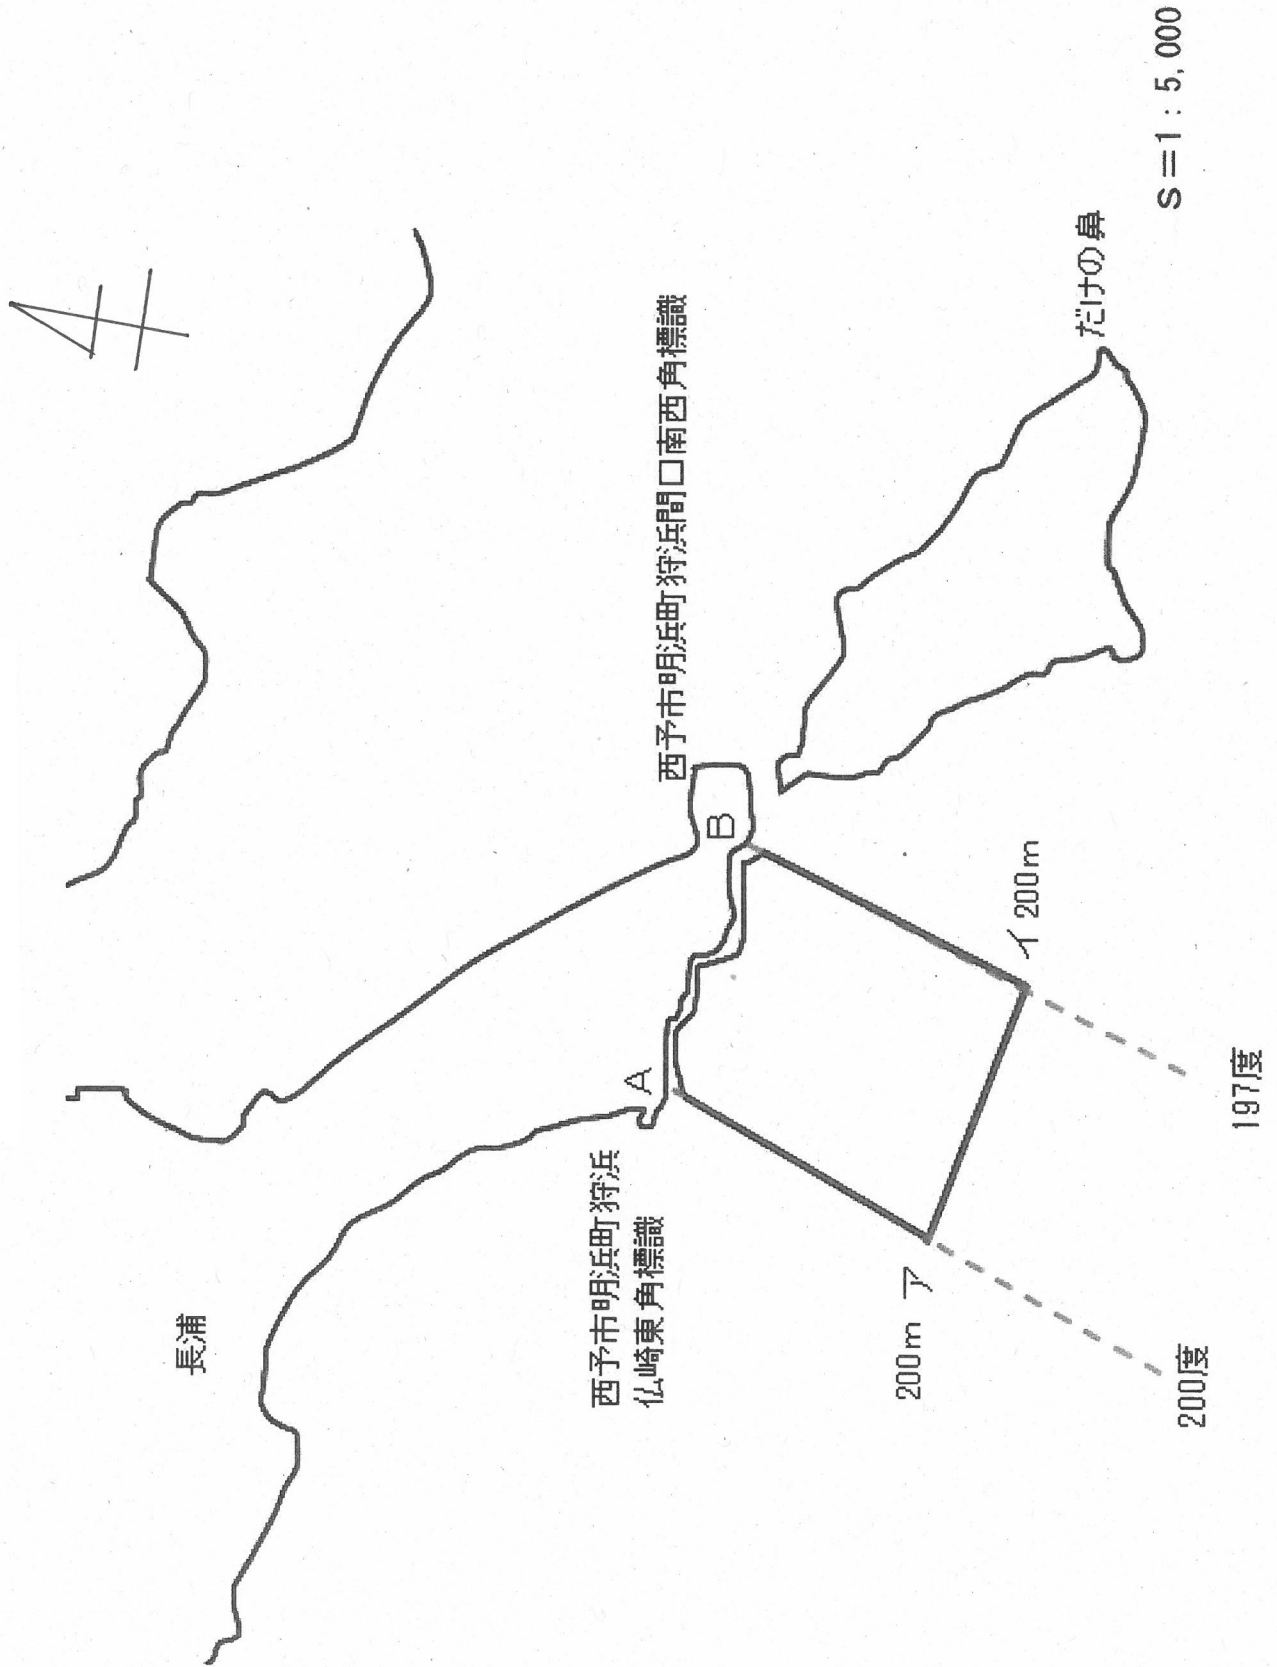 長浦
西予市明浜町狩浜
仏崎東角標識
A
西予市明浜町狩浜間口南西角標識
B
200m ア
イ 200m
200度
197度
だけの鼻
S=1:5,000